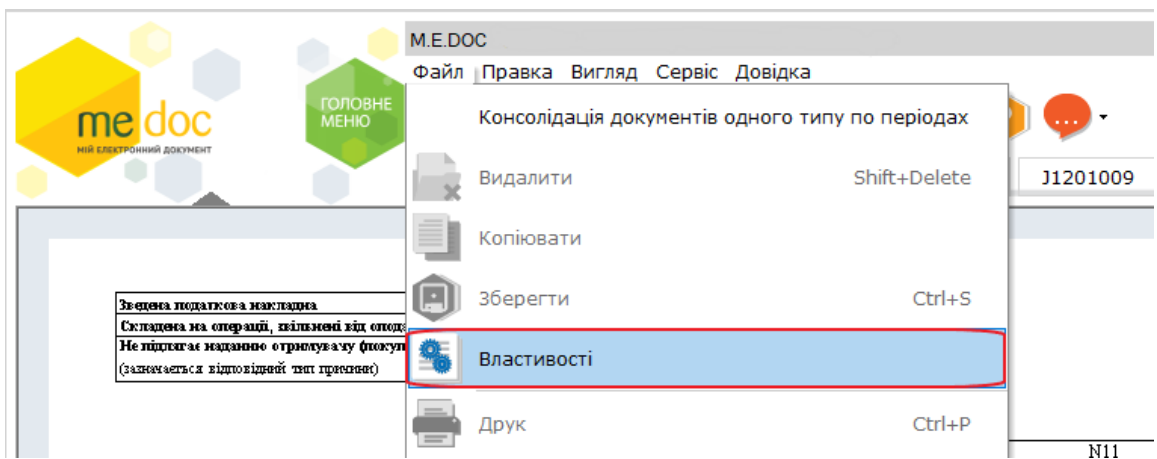 M.E.DOC
Файл Правка Вигляд Сервіс Довідка
me doc
МІЙ ЕЛЕКТРОННИЙ ДОКУМЕНТ
ГОЛОВНЕ
МЕНЮ
Консолідація документів одного типу по періодах
Видалити Shift+Delete
J1201009
Копіювати
Зберегти Ctrl+S
Зведена податкова накладна
Складена на операції, звільнені від
Не підлягає наданню отримувачу
(зазначається відповідний тип причини)
Властивості
Друк Ctrl+P
N11